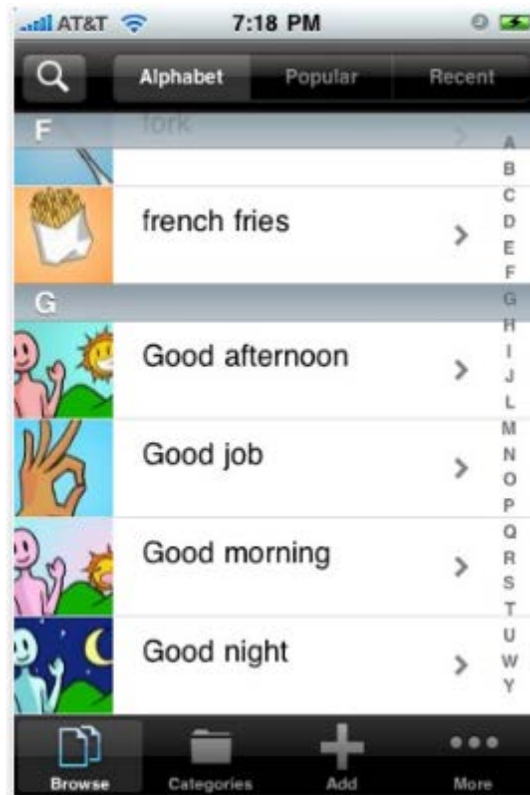 AT&T 7:18 PM
Alphabet Popular Recent
F
fork
french fries
G
Good afternoon
Good job
Good morning
Good night
A
B
C
D
E
F
G
H
I
J
L
M
N
O
P
Q
R
S
T
U
W
Y
Browse Categories Add More